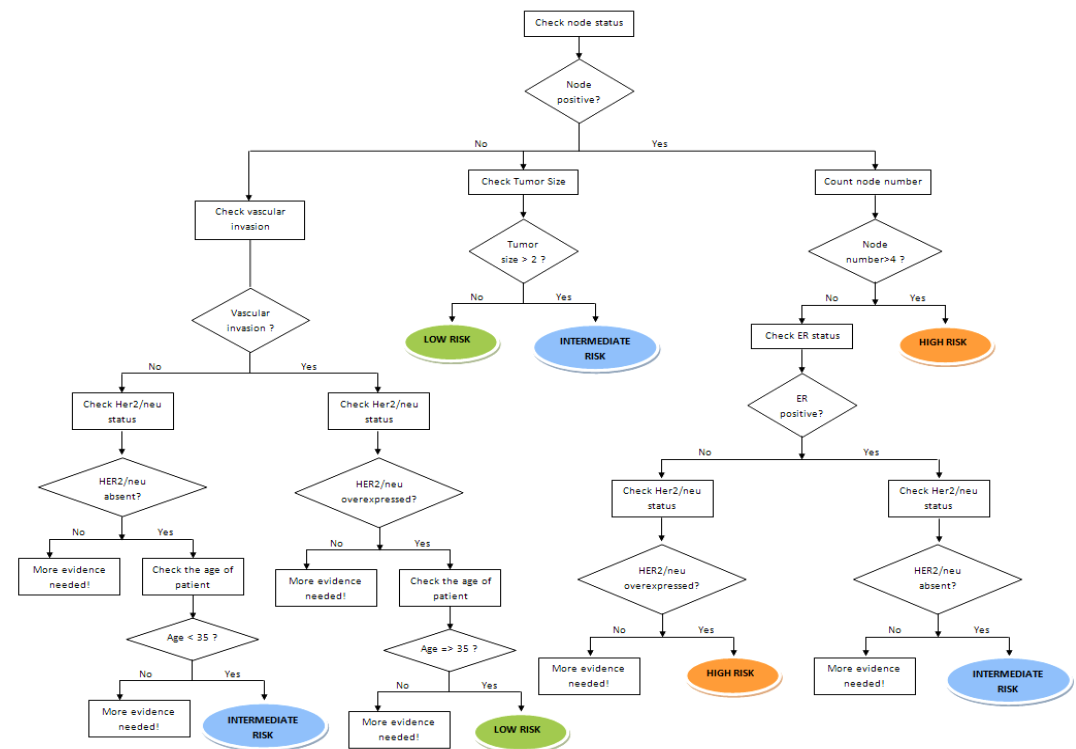 Check node status
Node
positive?
No
Yes
Check Tumor Size
Count node number
Check vascular
invasion
Tumor
size > 2 ?
Node
number>4 ?
No
Yes
No
Yes
Vascular
invasion ?
LOW RISK
INTERMEDIATE
RISK
Check ER status
HIGH RISK
No
Yes
Check Her2/neu
status
Check Her2/neu
status
ER
positive?
No
Yes
HER2/neu
absent?
HER2/neu
overexpressed?
Check Her2/neu
status
Check Her2/neu
status
No
Yes
No
Yes
More evidence
needed!
Check the age of
patient
More evidence
needed!
Check the age of
patient
HER2/neu
overexpressed?
HER2/neu
absent?
Age < 35 ?
Age => 35 ?
No
Yes
No
Yes
No
Yes
No
Yes
More evidence
needed!
HIGH RISK
More evidence
needed!
INTERMEDIATE
RISK
More evidence
needed!
INTERMEDIATE
RISK
More evidence
needed!
LOW RISK